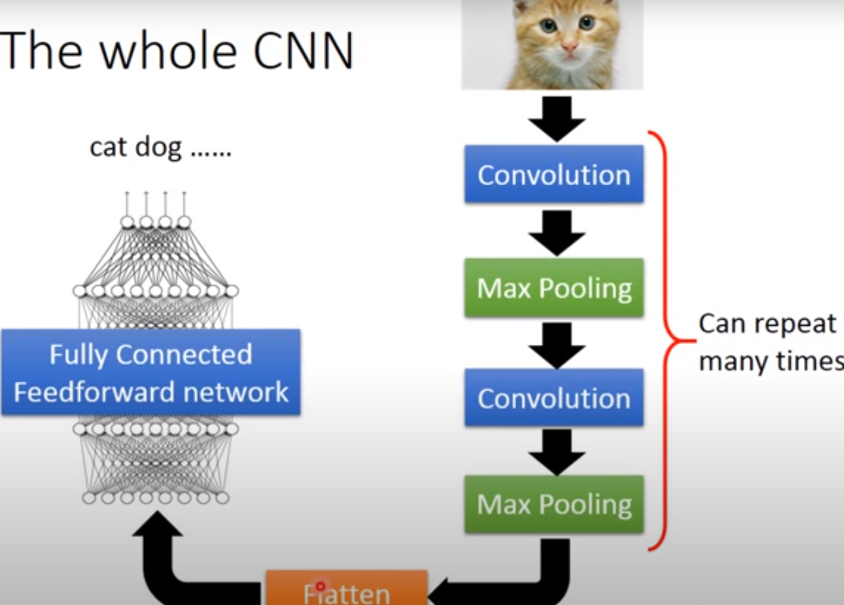 The whole CNN
cat dog ......
Convolution
Max Pooling
Convolution
Max Pooling
Can repeat
many times
Flatten
Fully Connected
Feedforward network